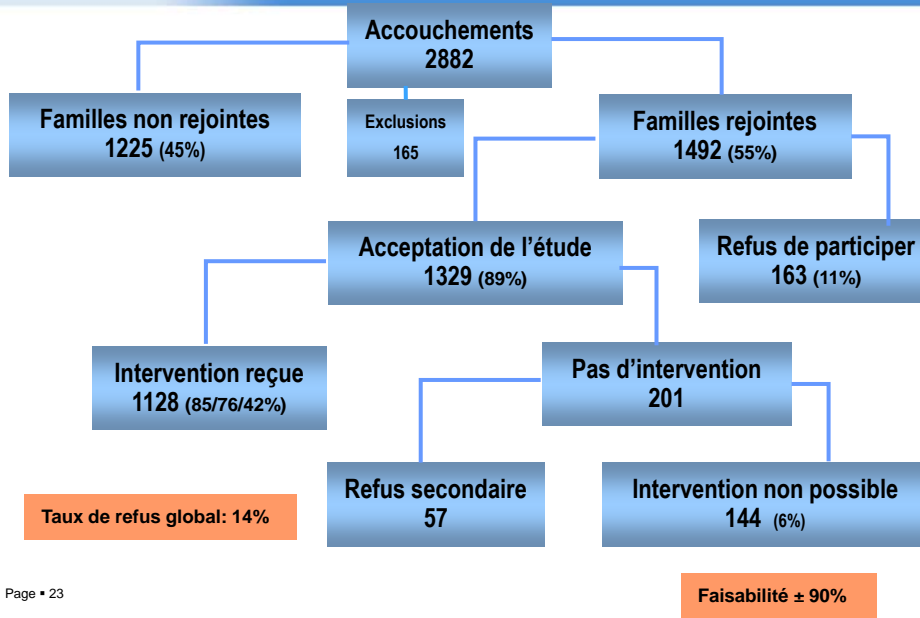 Accouchements
2882
Familles non rejointes
1225 (45%)
Exclusions
165
Familles rejointes
1492 (55%)
Acceptation de l’étude
1329 (89%)
Refus de participer
163 (11%)
Intervention reçue
1128 (85/76/42%)
Pas d’intervention
201
Refus secondaire
57
Intervention non possible
144 (6%)
Taux de refus global: 14%
Page ▪ 23
Faisabilité ± 90%